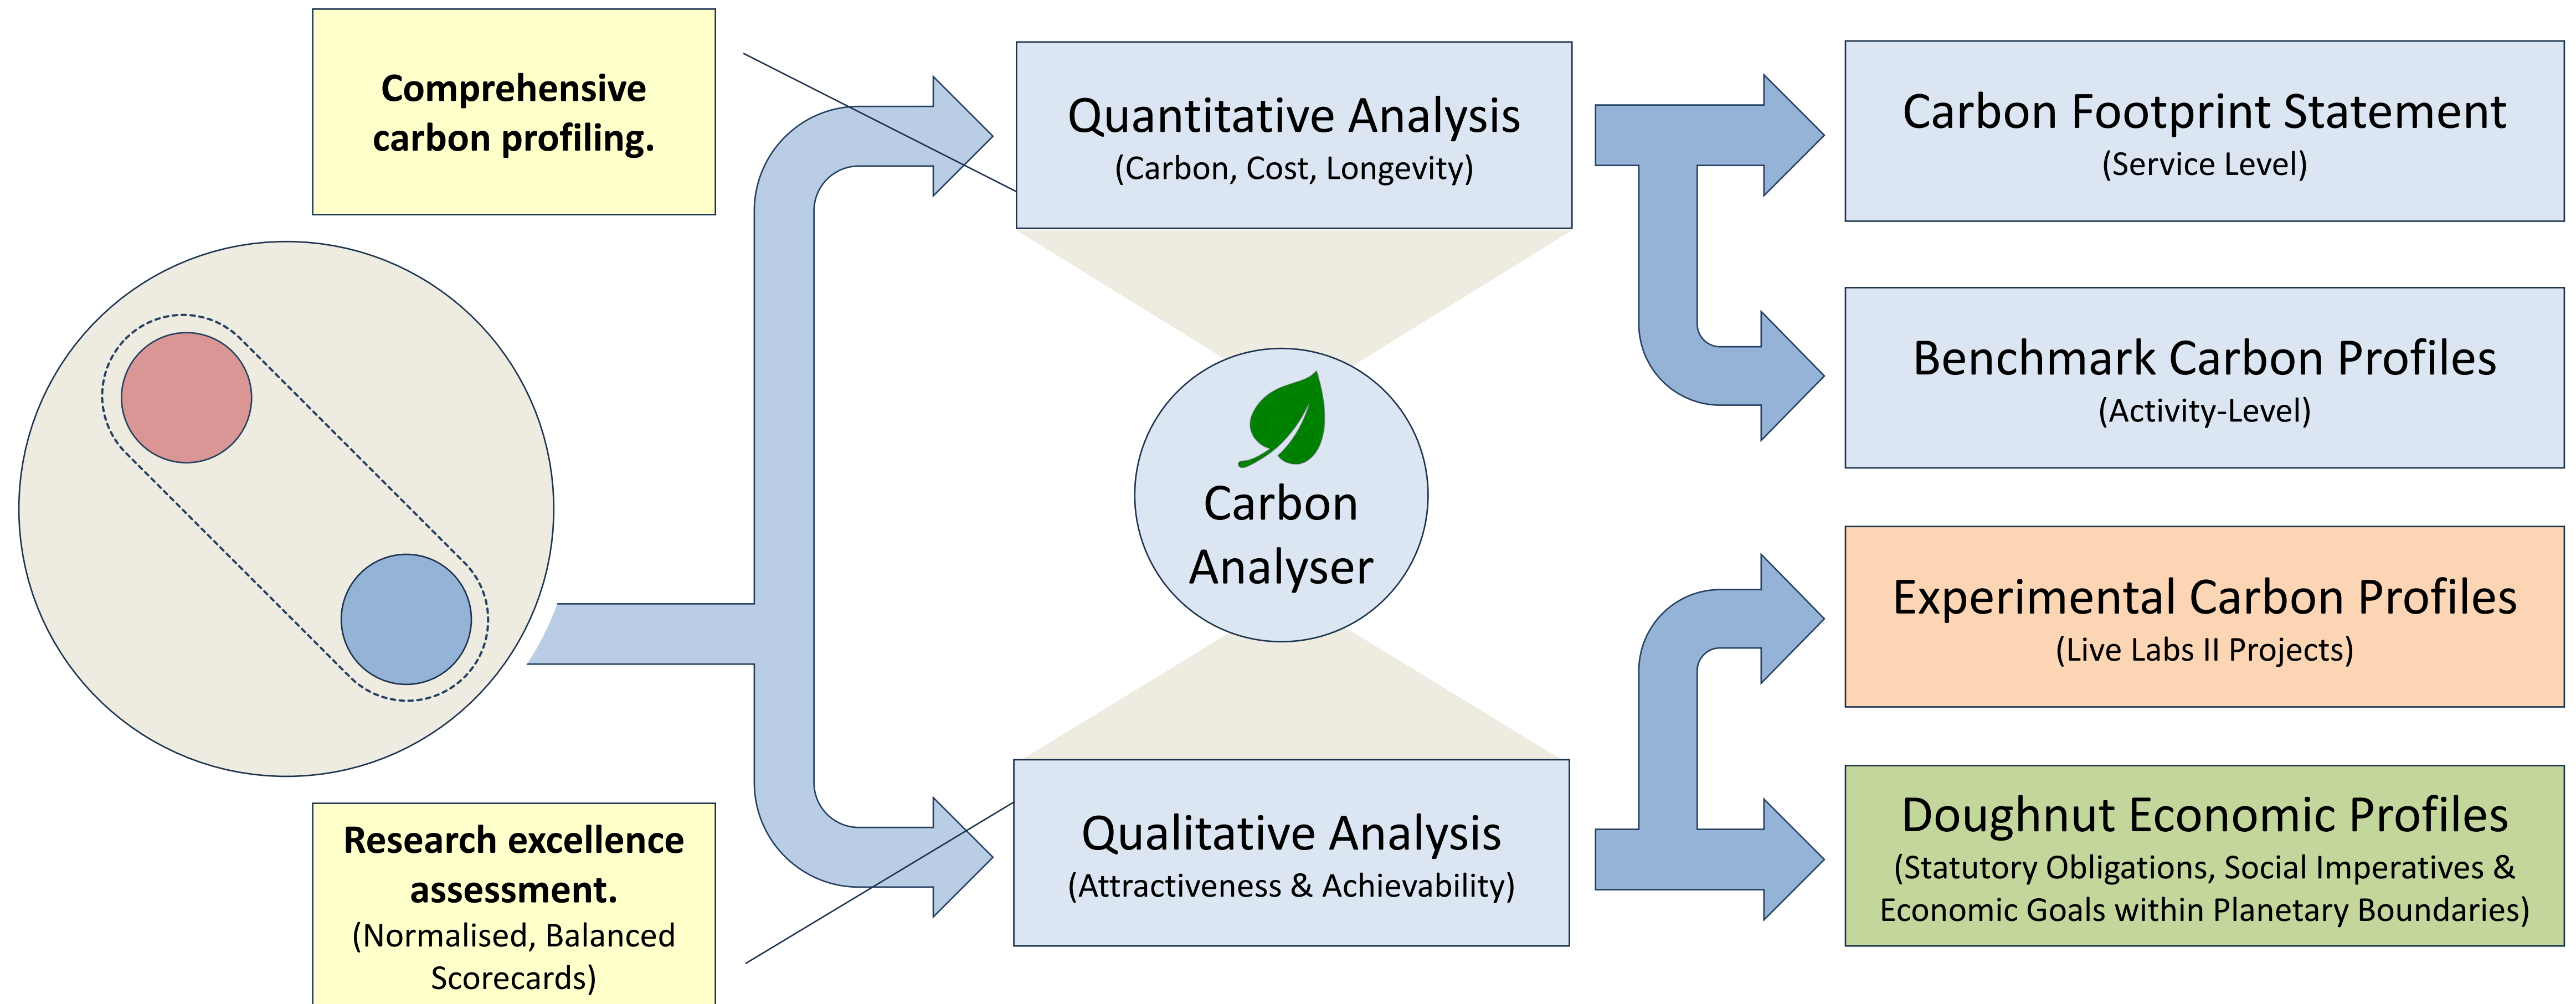 Comprehensive
carbon profiling.
Quantitative Analysis
(Carbon, Cost, Longevity)
Carbon Footprint Statement
(Service Level)
Benchmark Carbon Profiles
(Activity-Level)
Carbon
Analyser
Experimental Carbon Profiles
(Live Labs II Projects)
Research excellence
assessment.
(Normalised, Balanced
Scorecards)
Qualitative Analysis
(Attractiveness & Achievability)
Doughnut Economic Profiles
(Statutory Obligations, Social Imperatives &
Economic Goals within Planetary Boundaries)